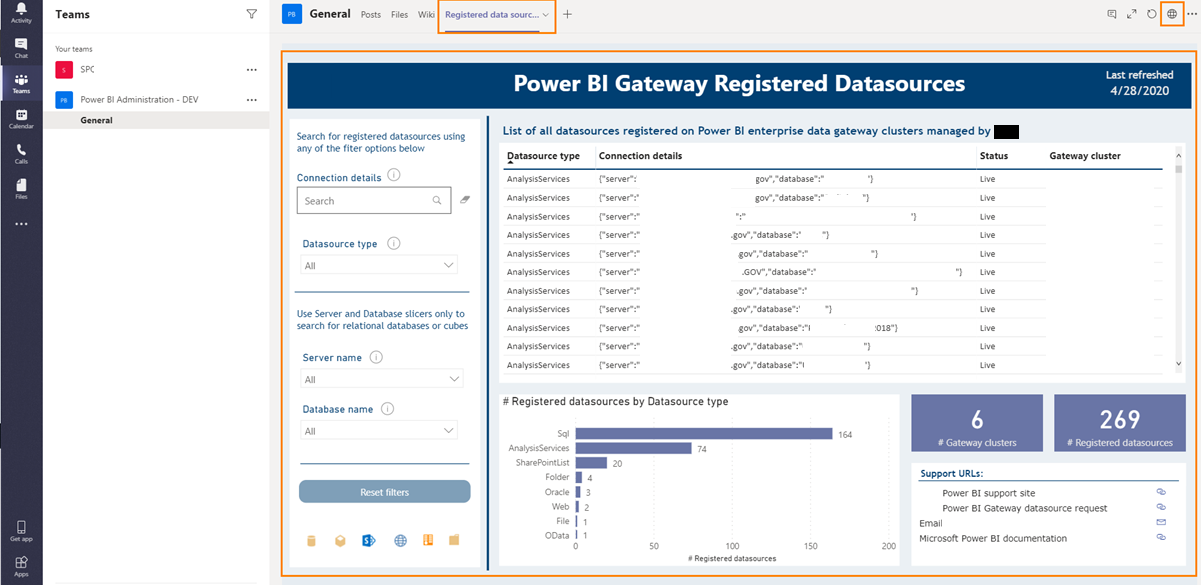 Activity
Chat
Teams
Calendar
Calls
Files
Get app
Apps
Teams
Your teams
S SPC
PB Power BI Administration - DEV
General
PB General Posts Files Wiki Registered data sourc...
Power BI Gateway Registered Datasources
Last refreshed
4/28/2020
Search for registered datasources using
any of the fiter options below
Connection details
Search
Datasource type
All
Use Server and Database slicers only to
search for relational databases or cubes
Server name
All
Database name
All
Reset filters
List of all datasources registered on Power BI enterprise data gateway clusters managed by
Datasource type Connection details Status Gateway cluster
AnalysisServices {"server":' gov","database":" '} Live
AnalysisServices {"server":" gov","database":" "} Live
AnalysisServices {"server":" ":" '} Live
AnalysisServices {"server":" .gov","database":' "} Live
AnalysisServices {"server":" gov","database":" "} Live
AnalysisServices {"server":" .GOV","database":" "} Live
AnalysisServices {"server":" .gov","database":' "} Live
AnalysisServices {"server":" .gov","database":' "} Live
AnalysisServices {"server":" gov","database":" :018"} Live
AnalysisServices {"server":" .gov","database":" "} Live
AnalysisServices {"server":" .gov","database":" '} Live
# Registered datasources by Datasource type
Sql 164
AnalysisServices 74
SharePointList 20
Folder 4
Oracle 3
Web 2
File 1
OData 1
0 50 100 150 200
# Registered datasources
6
# Gateway clusters
269
# Registered datasources
Support URLs:
Power BI support site
Power BI Gateway datasource request
Email
Microsoft Power BI documentation